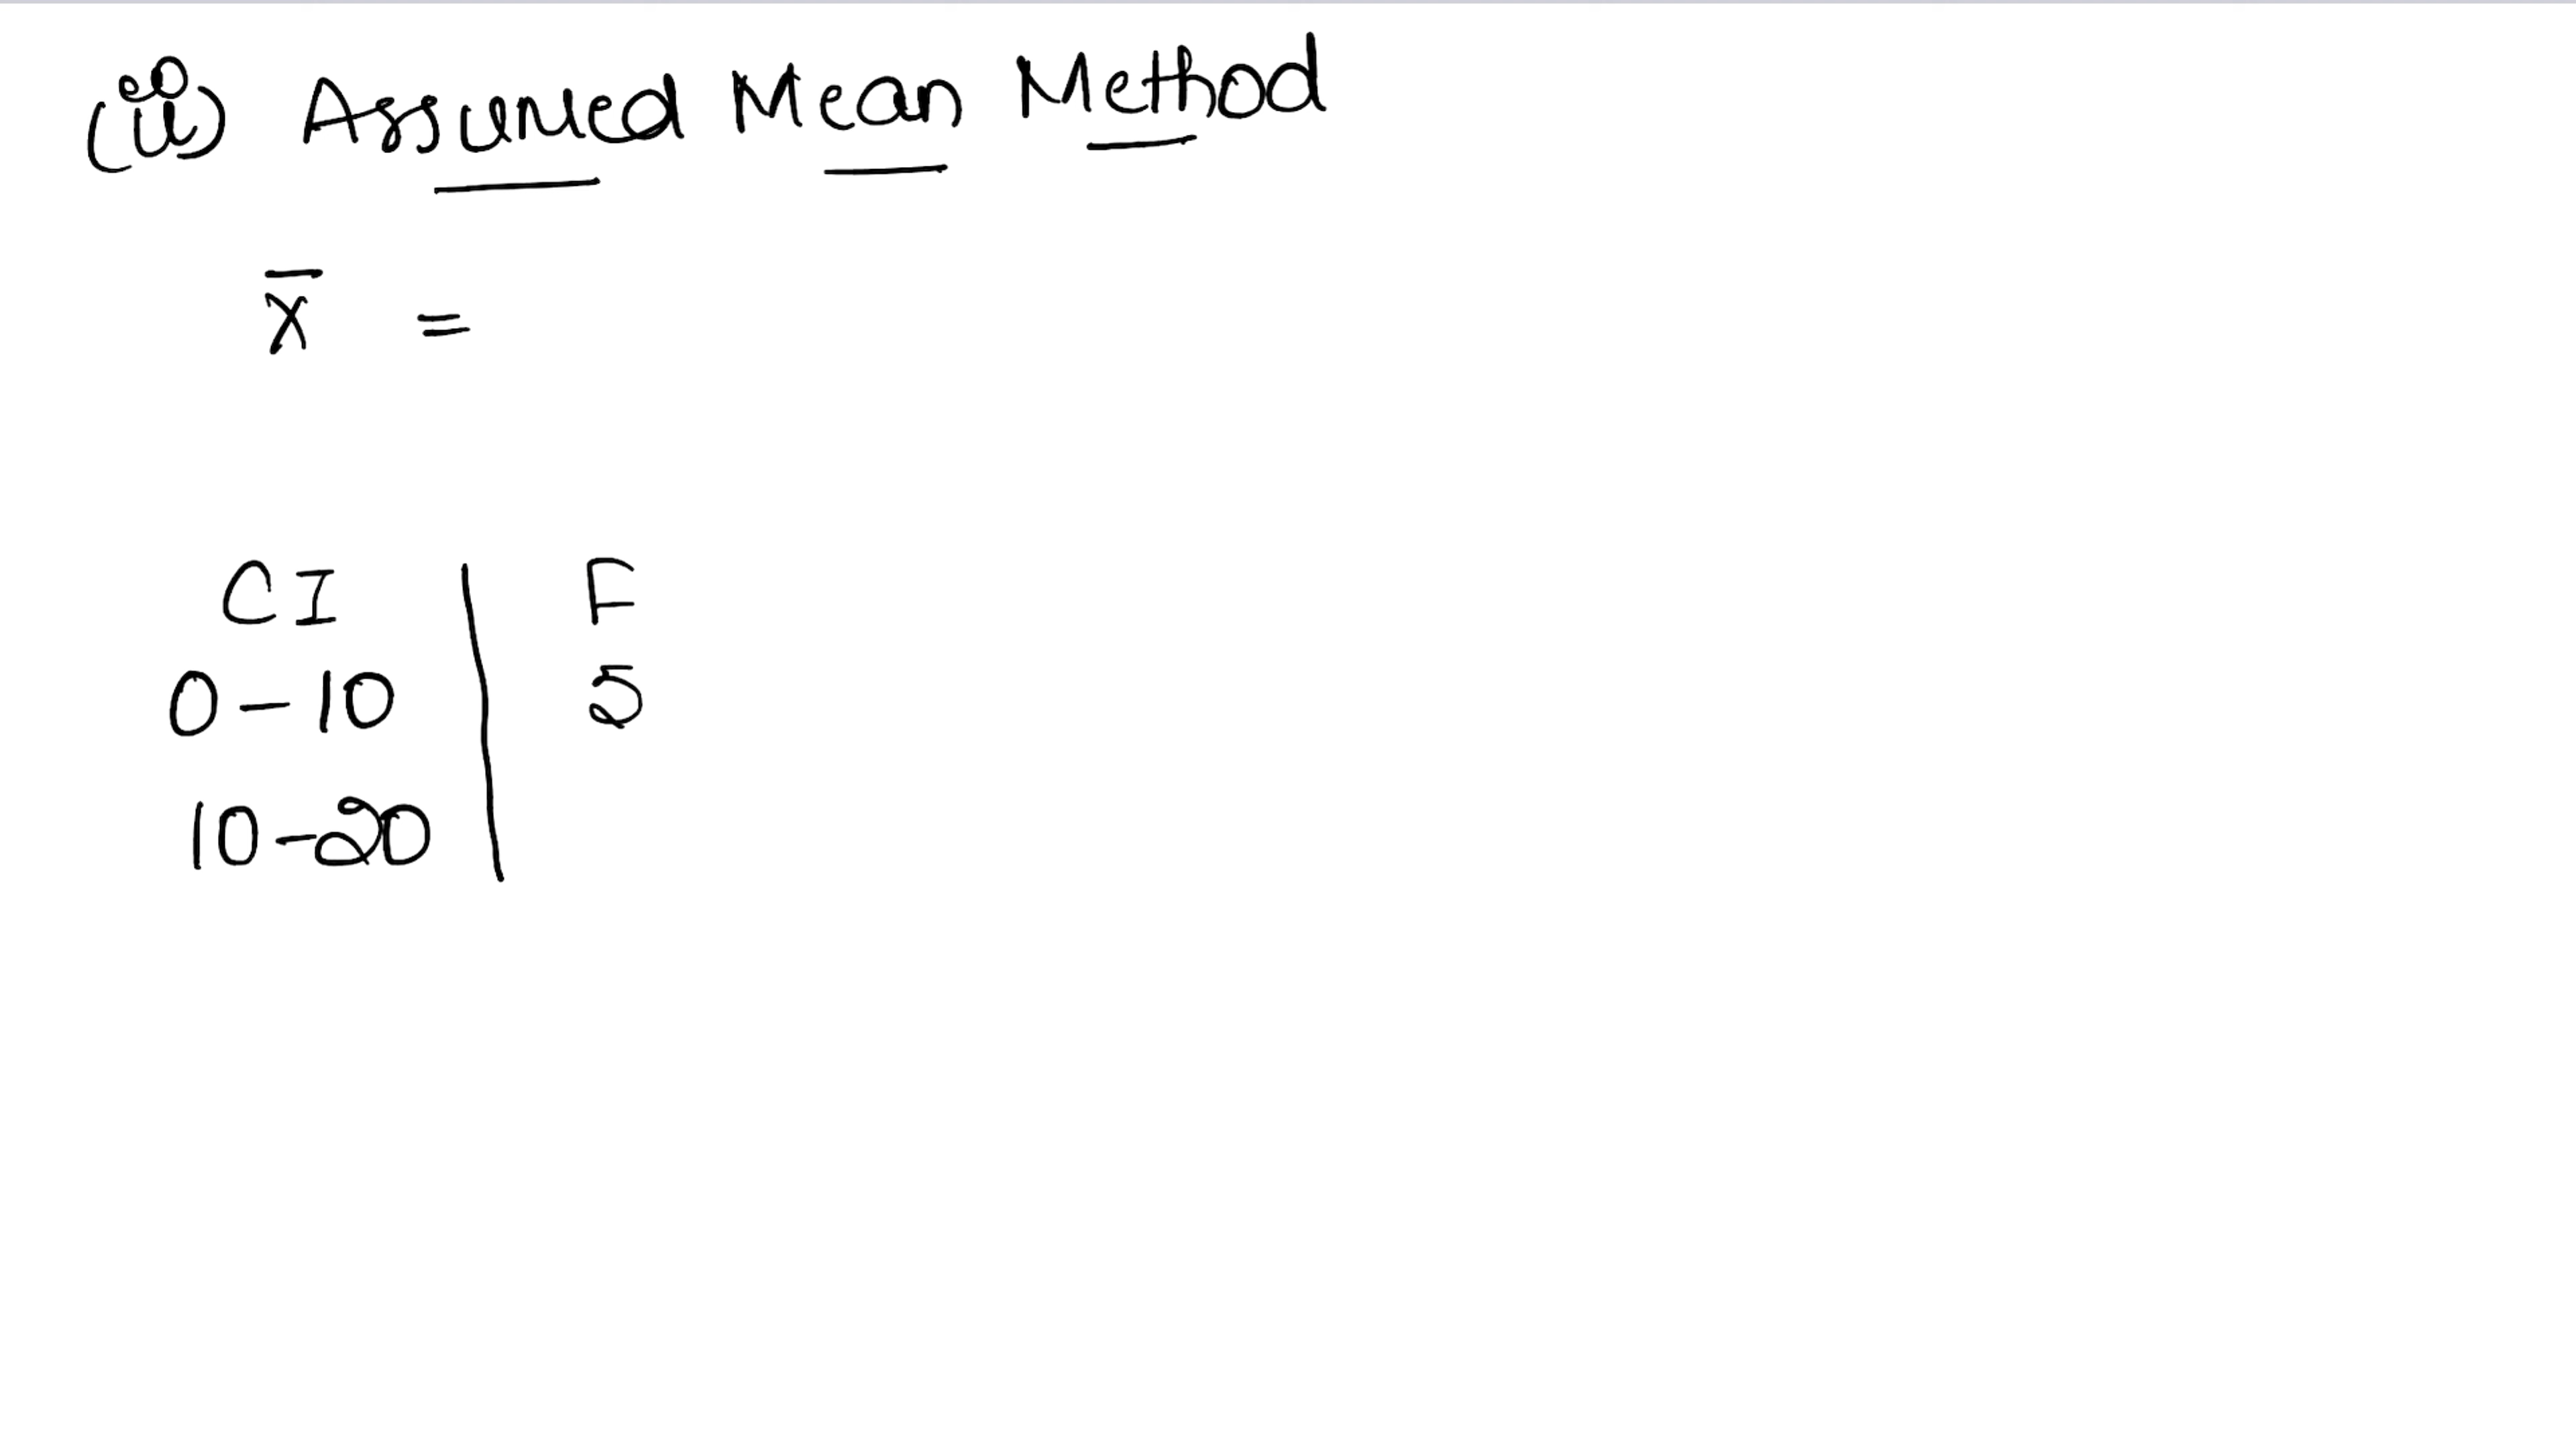 (ii) Assumed Mean Method
x̄ =
CI F
0-10 5
10-20